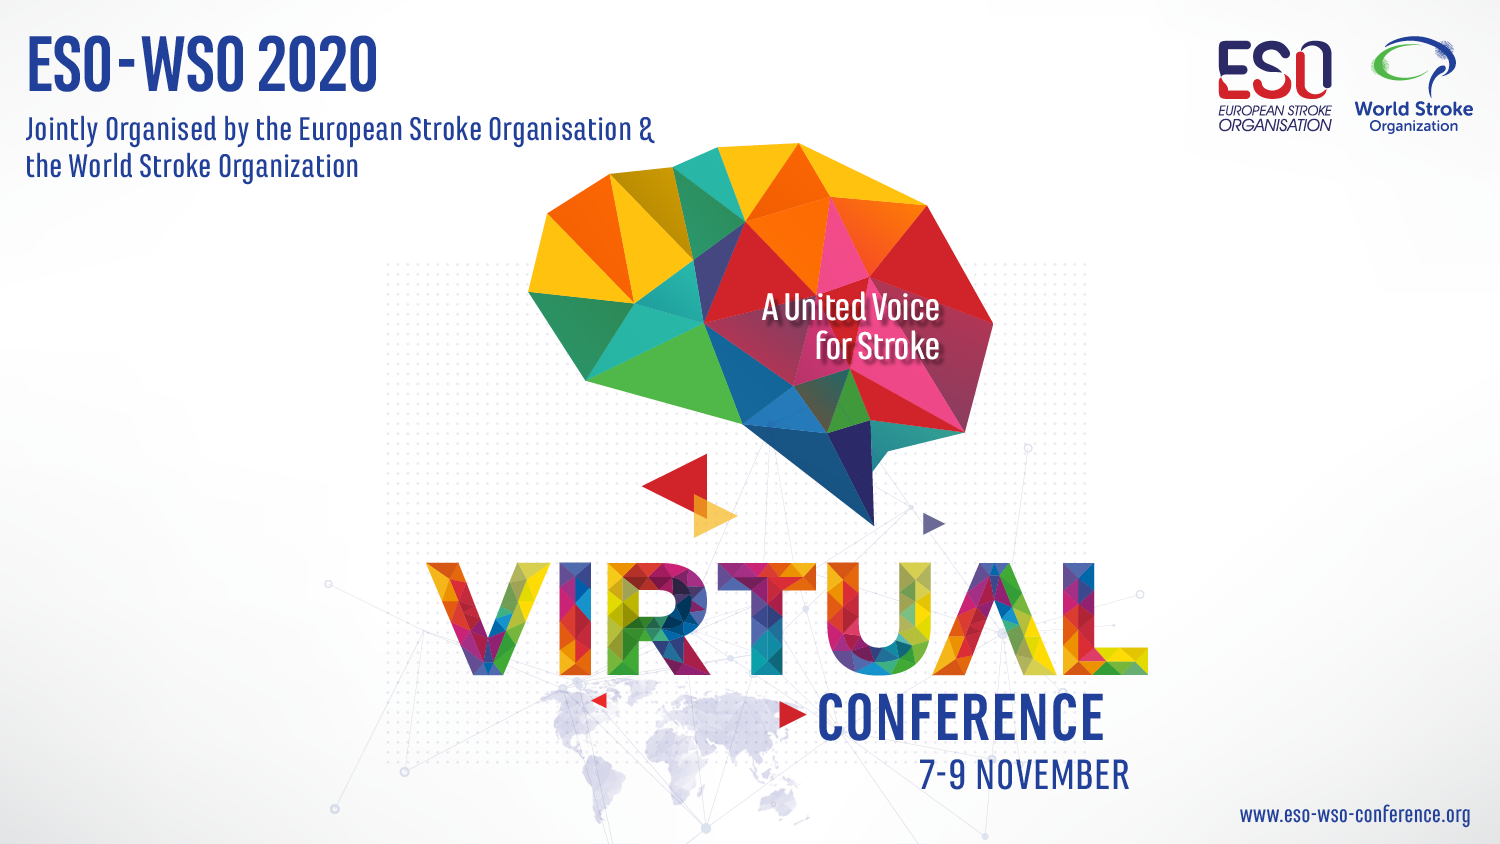 ESO-WSO 2020
Jointly Organised by the European Stroke Organisation &
the World Stroke Organization
ESO
EUROPEAN STROKE
ORGANISATION
World Stroke
Organization
A United Voice
for Stroke
VIRTUAL
CONFERENCE
7-9 NOVEMBER
www.eso-wso-conference.org